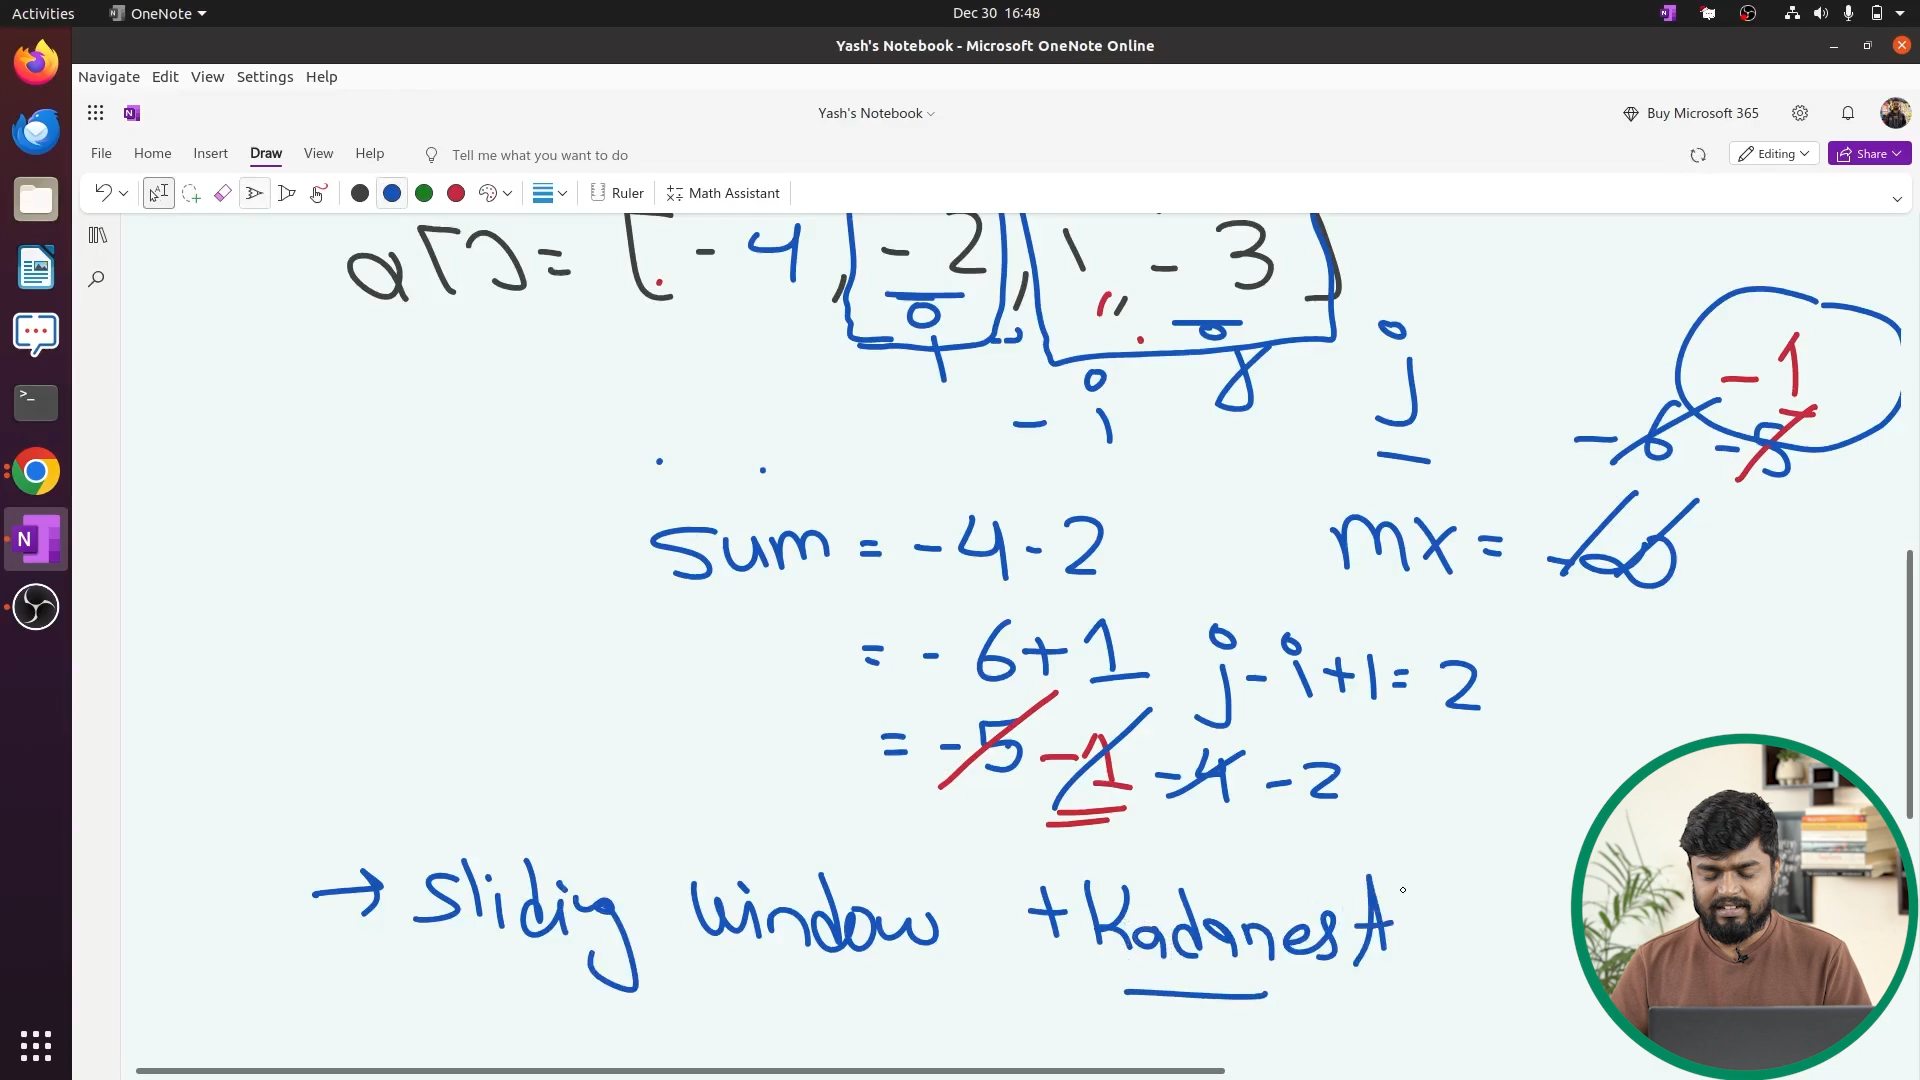 Activities OneNote Dec 30 16:48
Yash's Notebook - Microsoft OneNote Online
Navigate Edit View Settings Help
Yash's Notebook Buy Microsoft 365
File Home Insert Draw View Help Tell me what you want to do Editing Share
Ruler Math Assistant
a[] = [ - 4 , - 2 , 1 , - 3 ]
j
- i
- 1
- 6 - 5
sum = - 4 - 2 mx = - ∞
= - 6 + 1 j - i + 1 = 2
= - 5 - 1 - 4 - 2
→ Sliding Window + Kadanes A